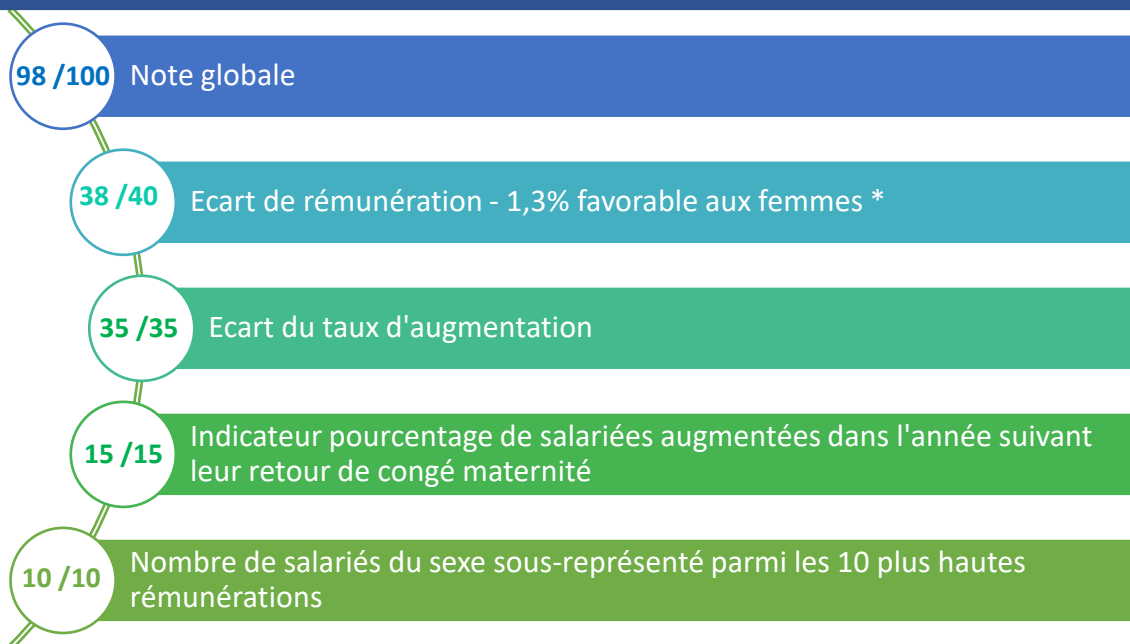 98 /100 Note globale
38 /40 Ecart de rémunération - 1,3% favorable aux femmes *
35 /35 Ecart du taux d'augmentation
15 /15
Indicateur pourcentage de salariées augmentées dans l'année suivant
leur retour de congé maternité
10 /10
Nombre de salariés du sexe sous-représenté parmi les 10 plus hautes
rémunérations